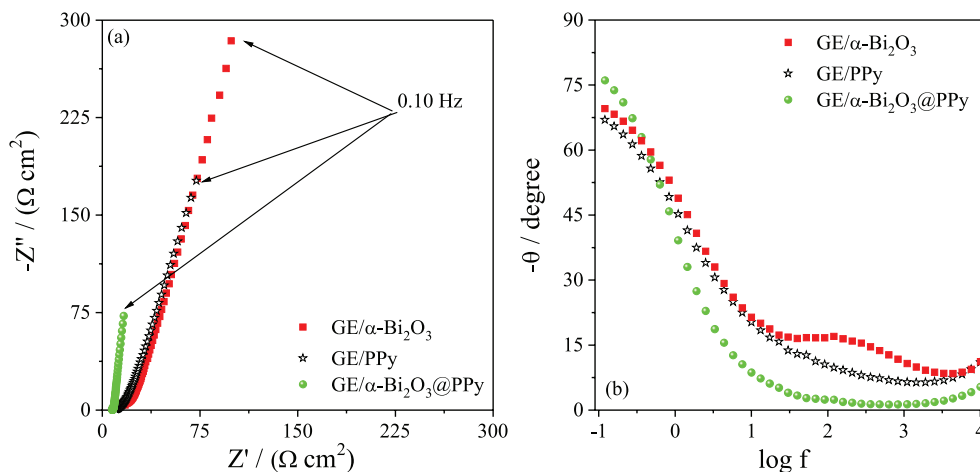 (a)
300
225
150
75
0
-Z'' / (Ω cm²)
0.10 Hz
GE/α-Bi₂O₃
GE/PPy
GE/α-Bi₂O₃@PPy
0 75 150 225 300
Z' / (Ω cm²)
90
75
60
45
30
15
0
-θ / degree
GE/α-Bi₂O₃
GE/PPy
GE/α-Bi₂O₃@PPy
(b)
-1 0 1 2 3 4
log f